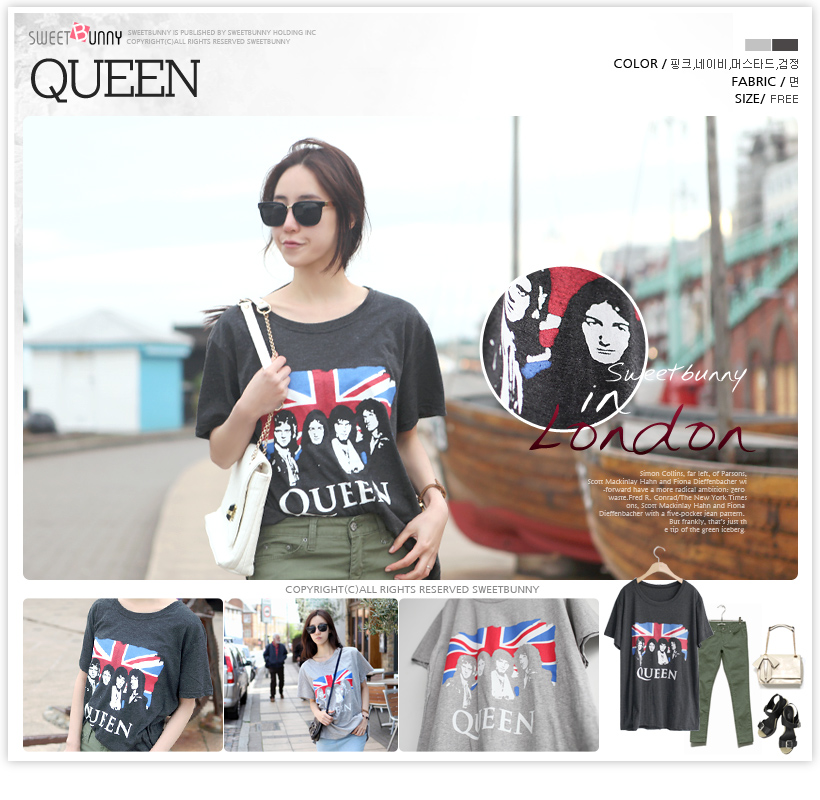 SWEETBUNNY
SWEETBUNNY IS PUBLISHED BY SWEETBUNNY HOLDING INC
COPYRIGHT(C)ALL RIGHTS RESERVED SWEETBUNNY
QUEEN
COLOR / 핑크,네이비,머스타드,검정
FABRIC / 면
SIZE/ FREE
QUEEN
Sweetbunny
in
London
Simon Collins, far left, of Parsons,
Scott Mackinlay Hahn and Fiona Dieffenbacher wi
-forward have a more radical ambition: zero
waste.Fred R. Conrad/The New York Times
ons, Scott Mackinlay Hahn and Fiona
Dieffenbacher with a five-pocket jean pattern.
But frankly, that's just th
e tip of the green iceberg.
COPYRIGHT(C)ALL RIGHTS RESERVED SWEETBUNNY
QUEEN
QUEEN
QUEEN
QUEEN